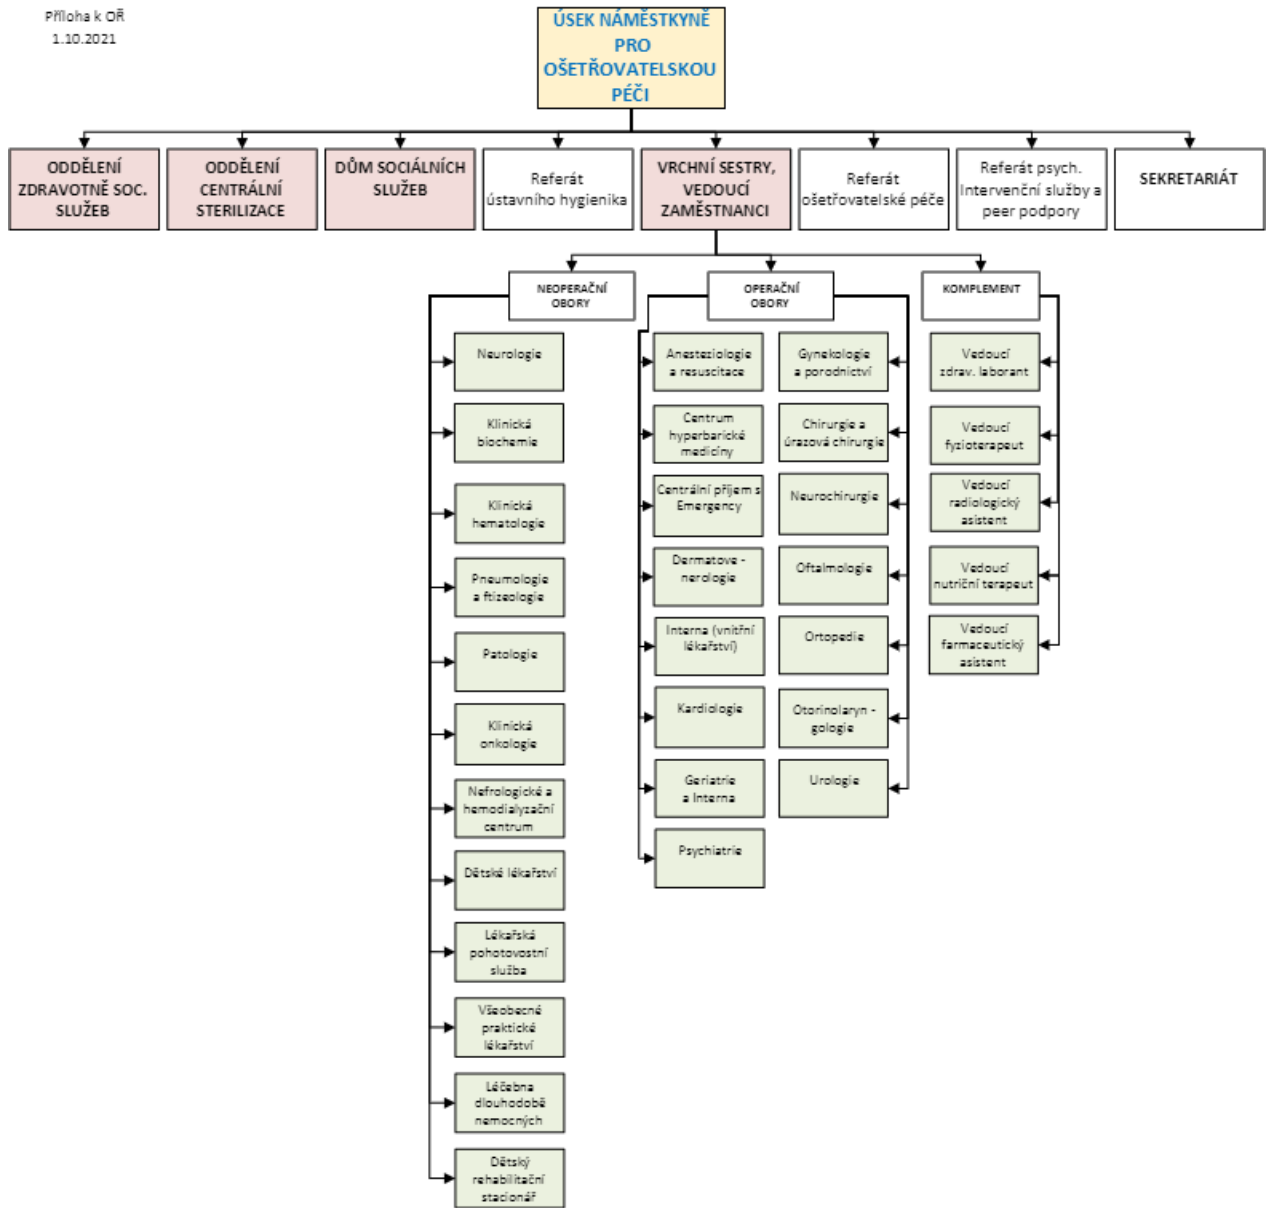 Příloha k OŘ
1.10.2021
ÚSEK NÁMĚSTKYNĚ
PRO
OŠETŘOVATELSKOU
PÉČI
ODDĚLENÍ
ZDRAVOTNĚ SOC.
SLUŽEB
ODDĚLENÍ
CENTRÁLNÍ
STERILIZACE
DŮM SOCIÁLNÍCH
SLUŽEB
Referát
ústavního hygienika
VRCHNÍ SESTRY,
VEDOUCÍ
ZAMĚSTNANCI
Referát
ošetřovatelské péče
Referát psych.
Intervenční služby a
peer podpory
SEKRETARIÁT
NEOPERAČNÍ
OBORY
OPERAČNÍ
OBORY
KOMPLEMENT
Neurologie
Klinická
biochemie
Klinická
hematologie
Pneumologie
a ftizeologie
Patologie
Klinická
onkologie
Nefrologické a
hemodialyzační
centrum
Dětské lékařství
Lékařská
pohotovostní
služba
Všeobecné
praktické
lékařství
Léčebna
dlouhodobě
nemocných
Dětský
rehabilitační
stacionář
Anesteziologie
a resuscitace
Centrum
hyperbarické
medicíny
Centrální příjem s
Emergency
Dermatove -
nerologie
Interna (vnitřní
lékařství)
Kardiologie
Geriatrie
a Interna
Psychiatrie
Gynekologie
a porodnictví
Chirurgie a
úrazová chirurgie
Neurochirurgie
Oftalmologie
Ortopedie
Otorinolaryn -
gologie
Urologie
Vedoucí
zdrav. laborant
Vedoucí
fyzioterapeut
Vedoucí
radiologický
asistent
Vedoucí
nutriční terapeut
Vedoucí
farmaceutický
asistent